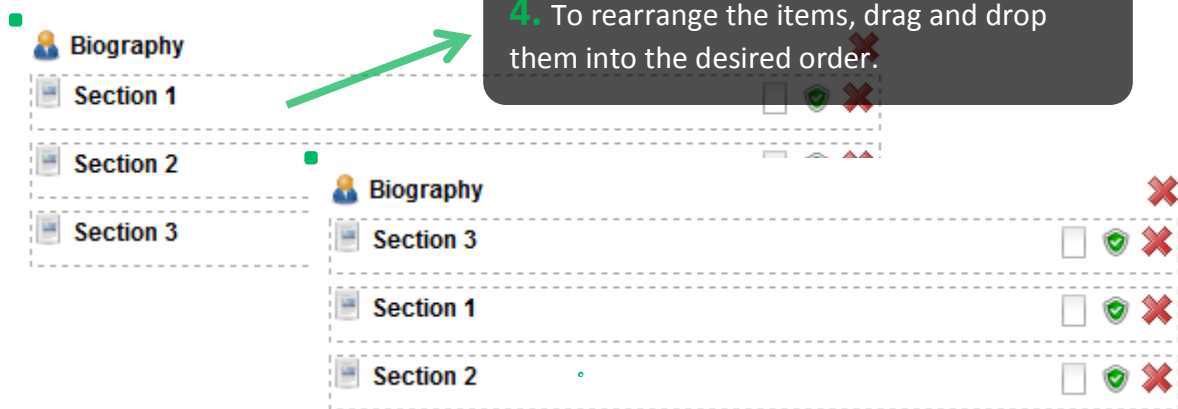 4. To rearrange the items, drag and drop
them into the desired order.
Biography
Section 1
Section 2
Section 3
Biography
Section 3
Section 1
Section 2